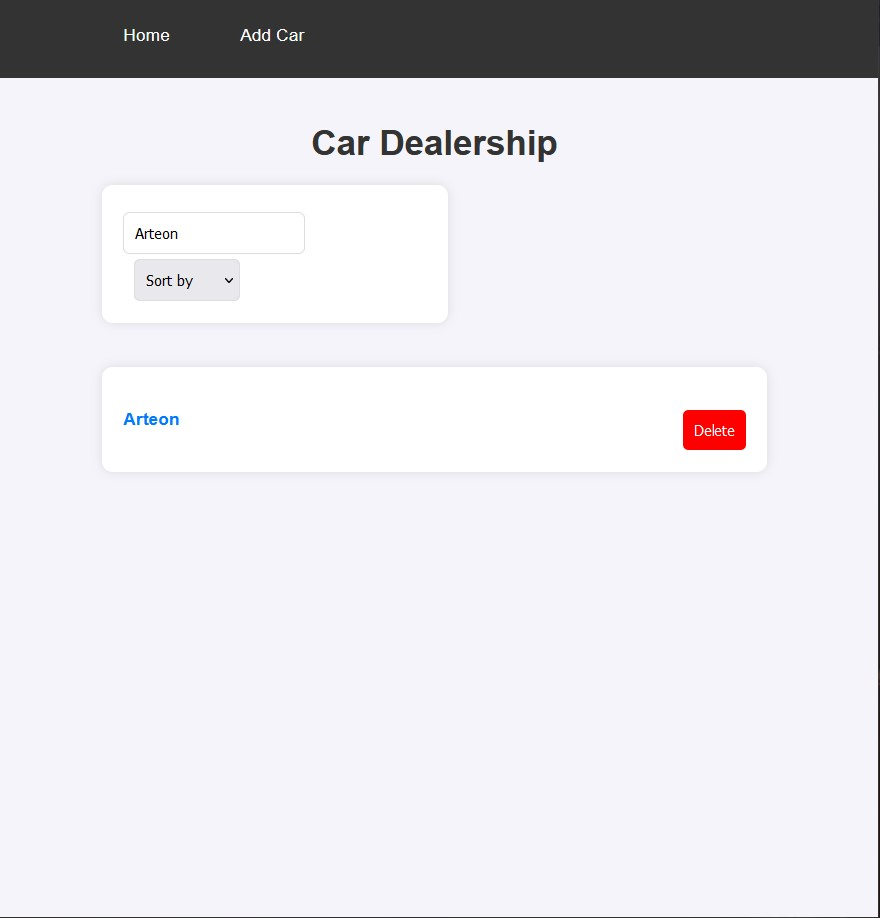 Home Add Car
Car Dealership
Arteon
Sort by
Arteon
Delete